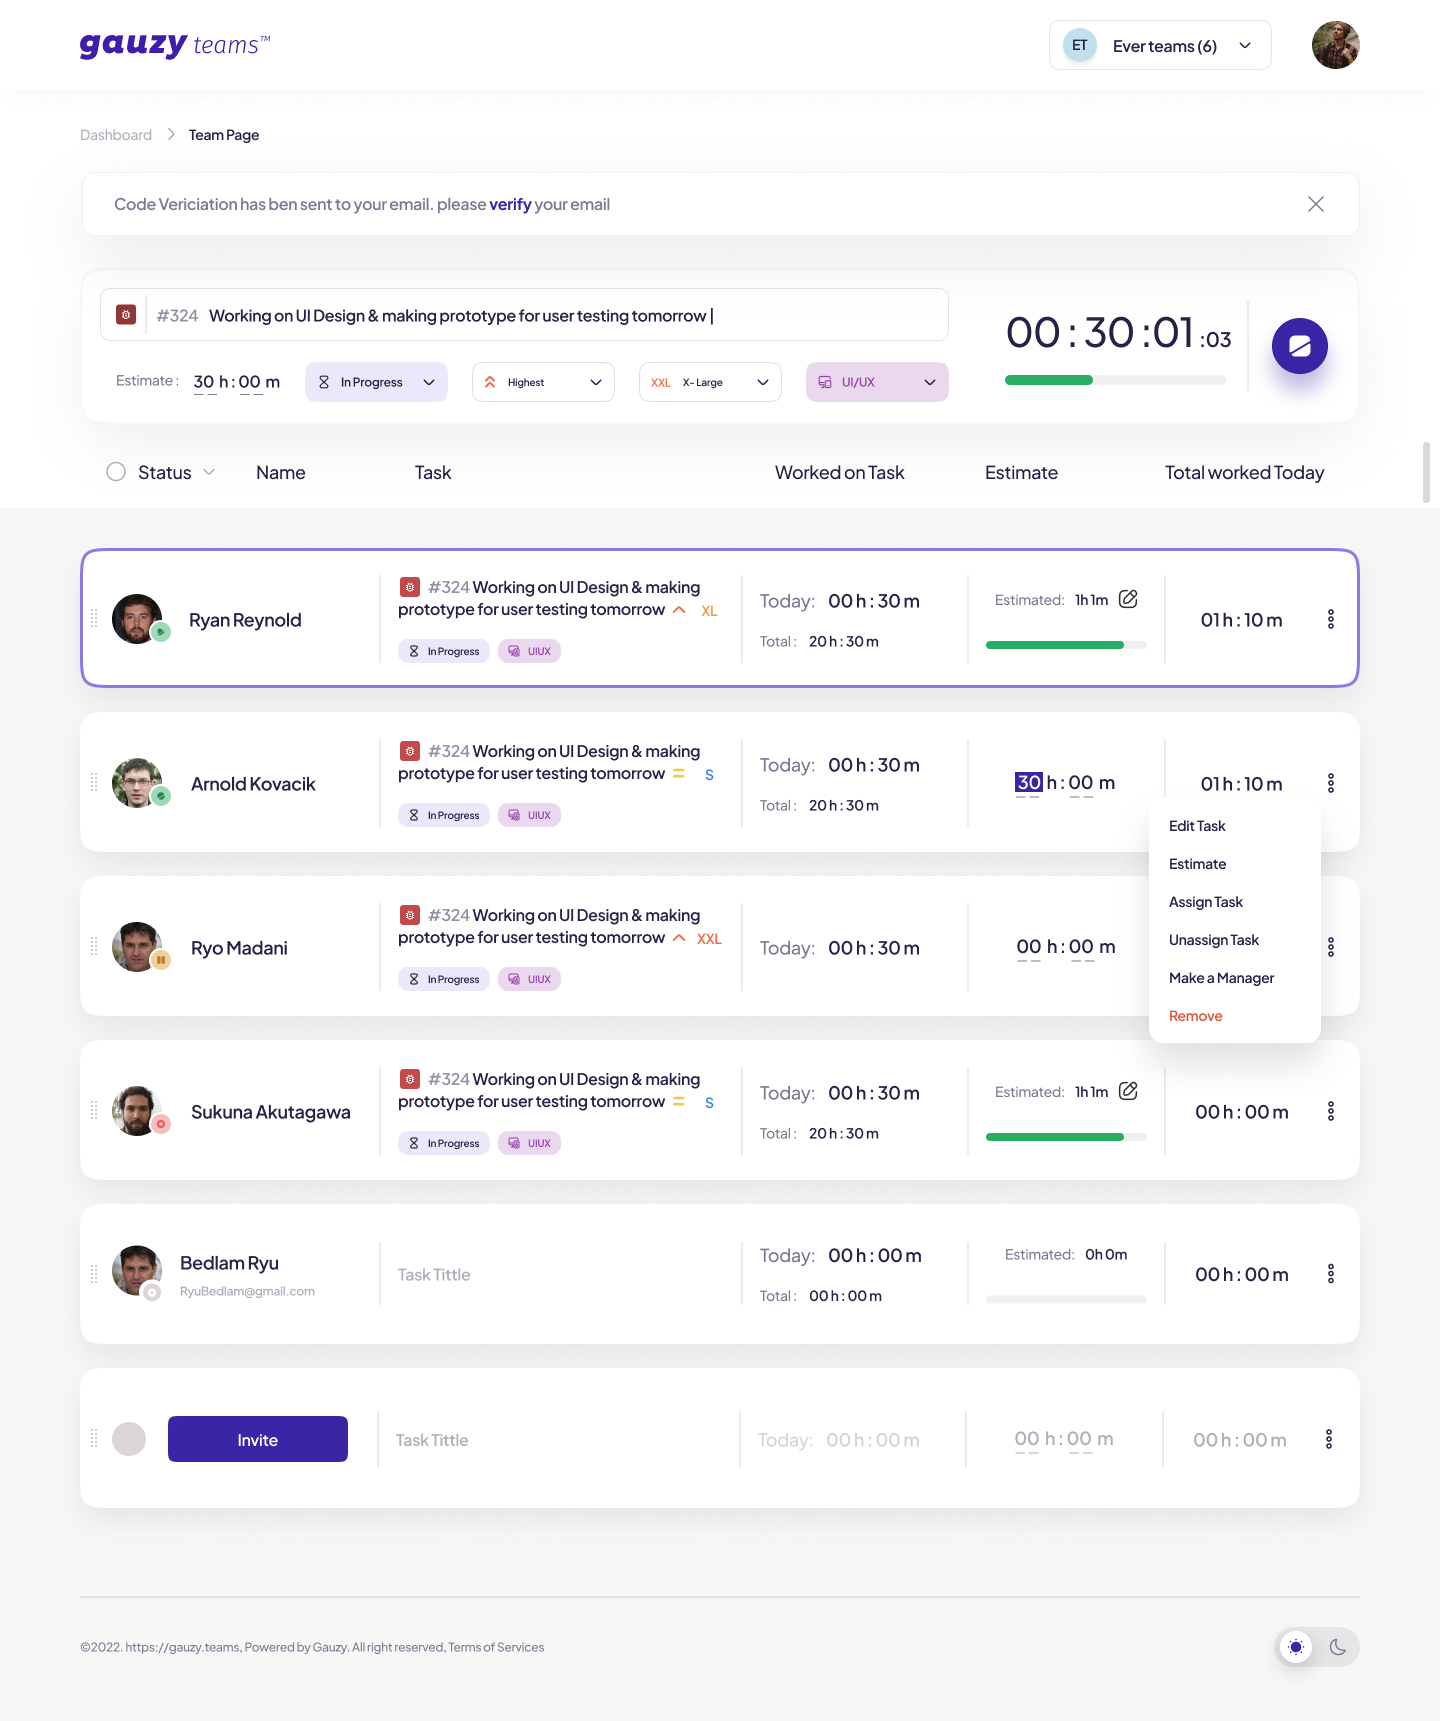 gauzy teams™
ET Ever teams (6)
Dashboard Team Page
Code Vericiation has ben sent to your email. please verify your email
#324 Working on UI Design & making prototype for user testing tomorrow |
00 : 30 :01 :03
Estimate : 30 h : 00 m In Progress Highest XXL X- Large UI/UX
Status Name Task Worked on Task Estimate Total worked Today
Ryan Reynold
#324 Working on UI Design & making
prototype for user testing tomorrow XL
In Progress UIUX
Today: 00 h : 30 m
Total : 20 h : 30 m
Estimated: 1h 1m
01 h : 10 m
Arnold Kovacik
#324 Working on UI Design & making
prototype for user testing tomorrow S
In Progress UIUX
Today: 00 h : 30 m
Total : 20 h : 30 m
30 h : 00 m
01 h : 10 m
Edit Task
Estimate
Assign Task
Unassign Task
Make a Manager
Remove
Ryo Madani
#324 Working on UI Design & making
prototype for user testing tomorrow XXL
In Progress UIUX
Today: 00 h : 30 m
00 h : 00 m
Sukuna Akutagawa
#324 Working on UI Design & making
prototype for user testing tomorrow S
In Progress UIUX
Today: 00 h : 30 m
Total : 20 h : 30 m
Estimated: 1h 1m
00 h : 00 m
Bedlam Ryu
RyuBedlam@gmail.com
Task Tittle
Today: 00 h : 00 m
Total : 00 h : 00 m
Estimated: 0h 0m
00 h : 00 m
Invite
Task Tittle
Today: 00 h : 00 m
00 h : 00 m
00 h : 00 m
©2022. https://gauzy.teams, Powered by Gauzy. All right reserved, Terms of Services